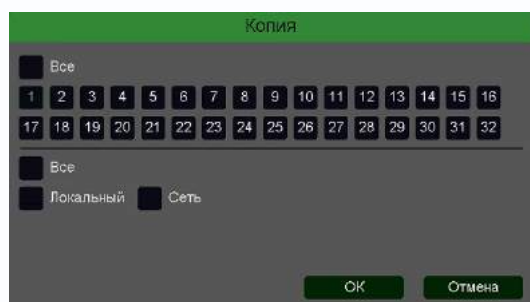 Копия
Все
1 2 3 4 5 6 7 8 9 10 11 12 13 14 15 16
17 18 19 20 21 22 23 24 25 26 27 28 29 30 31 32
Все
Локальный Сеть
OK Отмена